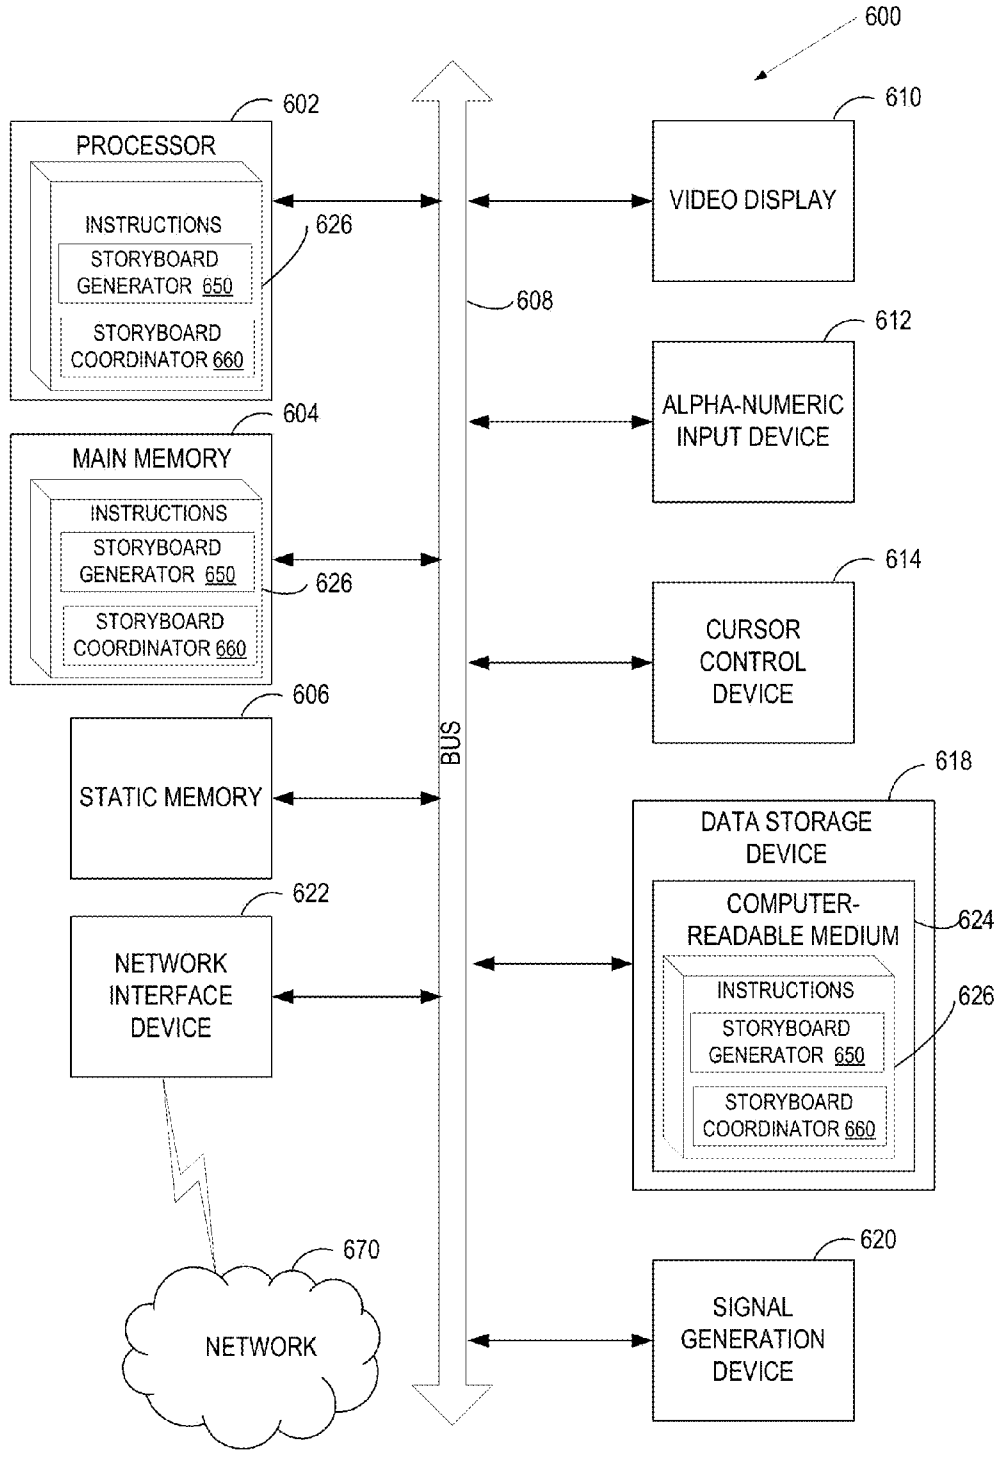 600
602
PROCESSOR
INSTRUCTIONS
626
STORYBOARD
GENERATOR 650
STORYBOARD
COORDINATOR 660
604
MAIN MEMORY
INSTRUCTIONS
STORYBOARD
GENERATOR 650
626
STORYBOARD
COORDINATOR 660
606
STATIC MEMORY
622
NETWORK
INTERFACE
DEVICE
670
NETWORK
608
BUS
610
VIDEO DISPLAY
612
ALPHA-NUMERIC
INPUT DEVICE
614
CURSOR
CONTROL
DEVICE
618
DATA STORAGE
DEVICE
COMPUTER-
READABLE MEDIUM
624
INSTRUCTIONS
626
STORYBOARD
GENERATOR 650
STORYBOARD
COORDINATOR 660
620
SIGNAL
GENERATION
DEVICE